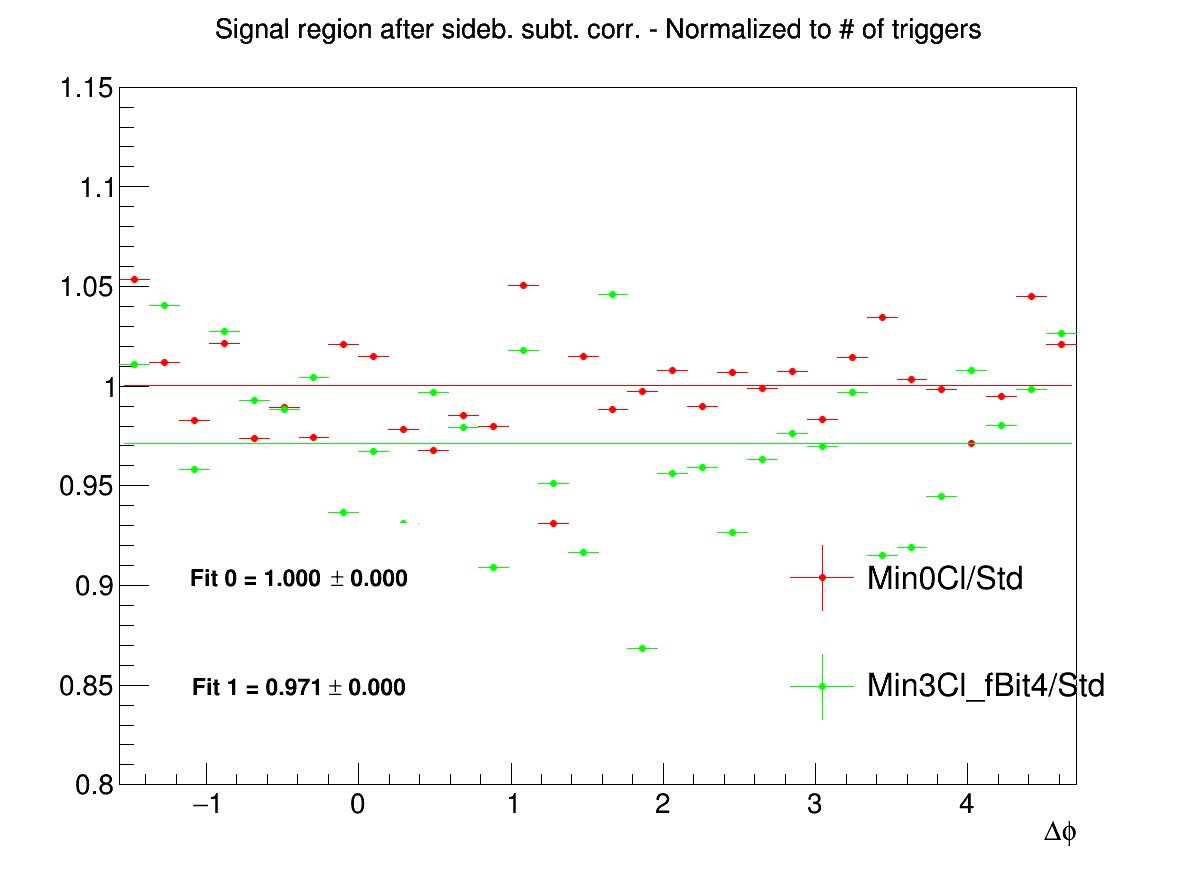 Signal region after sideb. subt. corr. - Normalized to # of triggers
1.15
1.1
1.05
1
0.95
0.9
0.85
0.8
Fit 0 = 1.000 ± 0.000
Fit 1 = 0.971 ± 0.000
Min0Cl/Std
Min3Cl_fBit4/Std
−1 0 1 2 3 4
Δϕ